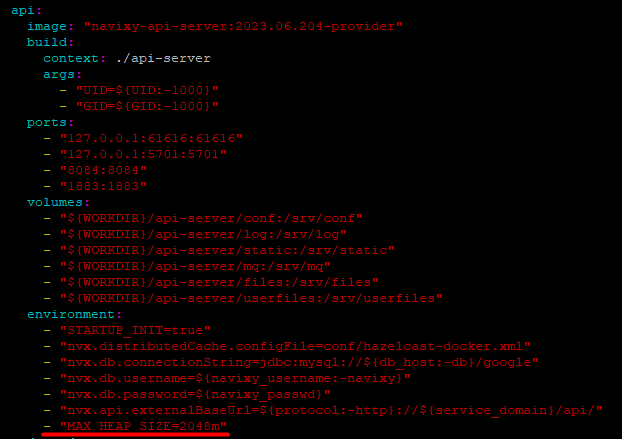 api:
image: "navixy-api-server:2023.06.204-provider"
build:
context: ./api-server
args:
- "UID=${UID:-1000}"
- "GID=${GID:-1000}"
ports:
- "127.0.0.1:61616:61616"
- "127.0.0.1:5701:5701"
- "8084:8084"
- "1883:1883"
volumes:
- "${WORKDIR}/api-server/conf:/srv/conf"
- "${WORKDIR}/api-server/log:/srv/log"
- "${WORKDIR}/api-server/static:/srv/static"
- "${WORKDIR}/api-server/mq:/srv/mq"
- "${WORKDIR}/api-server/files:/srv/files"
- "${WORKDIR}/api-server/userfiles:/srv/userfiles"
environment:
- "STARTUP_INIT=true"
- "nvx.distributedCache.configFile=conf/hazelcast-docker.xml"
- "nvx.db.connectionString=jdbc:mysql://${db_host:-db}/google"
- "nvx.db.username=${navixy_username:-navixy}"
- "nvx.db.password=${navixy_passwd}"
- "nvx.api.externalBaseUrl=${protocol:-http}://${service_domain}/api/"
- "MAX_HEAP_SIZE=2048m"